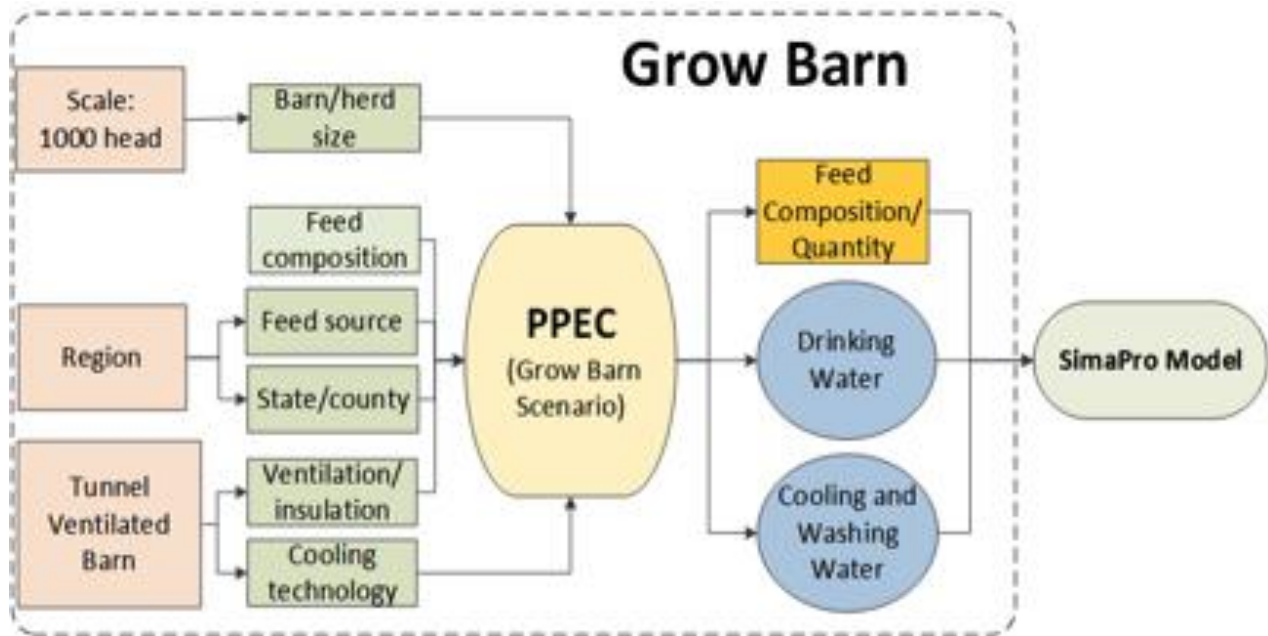 Grow Barn
Scale:
1000 head
Barn/herd
size
Feed
composition
Region
Feed source
State/county
Tunnel
Ventilated
Barn
Ventilation/
insulation
Cooling
technology
PPEC
(Grow Barn
Scenario)
Feed
Composition/
Quantity
Drinking
Water
Cooling and
Washing
Water
SimaPro Model